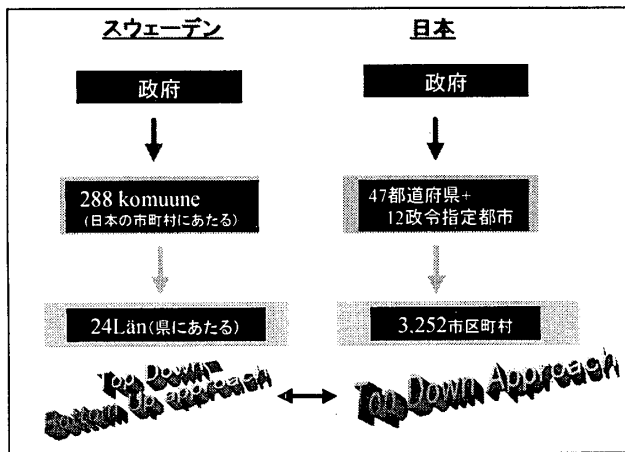 スウェーデン
日本
政府
政府
288 komuune
(日本の市町村にあたる)
47都道府県+
12政令指定都市
24Län(県にあたる)
3,252市区町村
Top Down-
Bottom Up approach
Top Down Approach